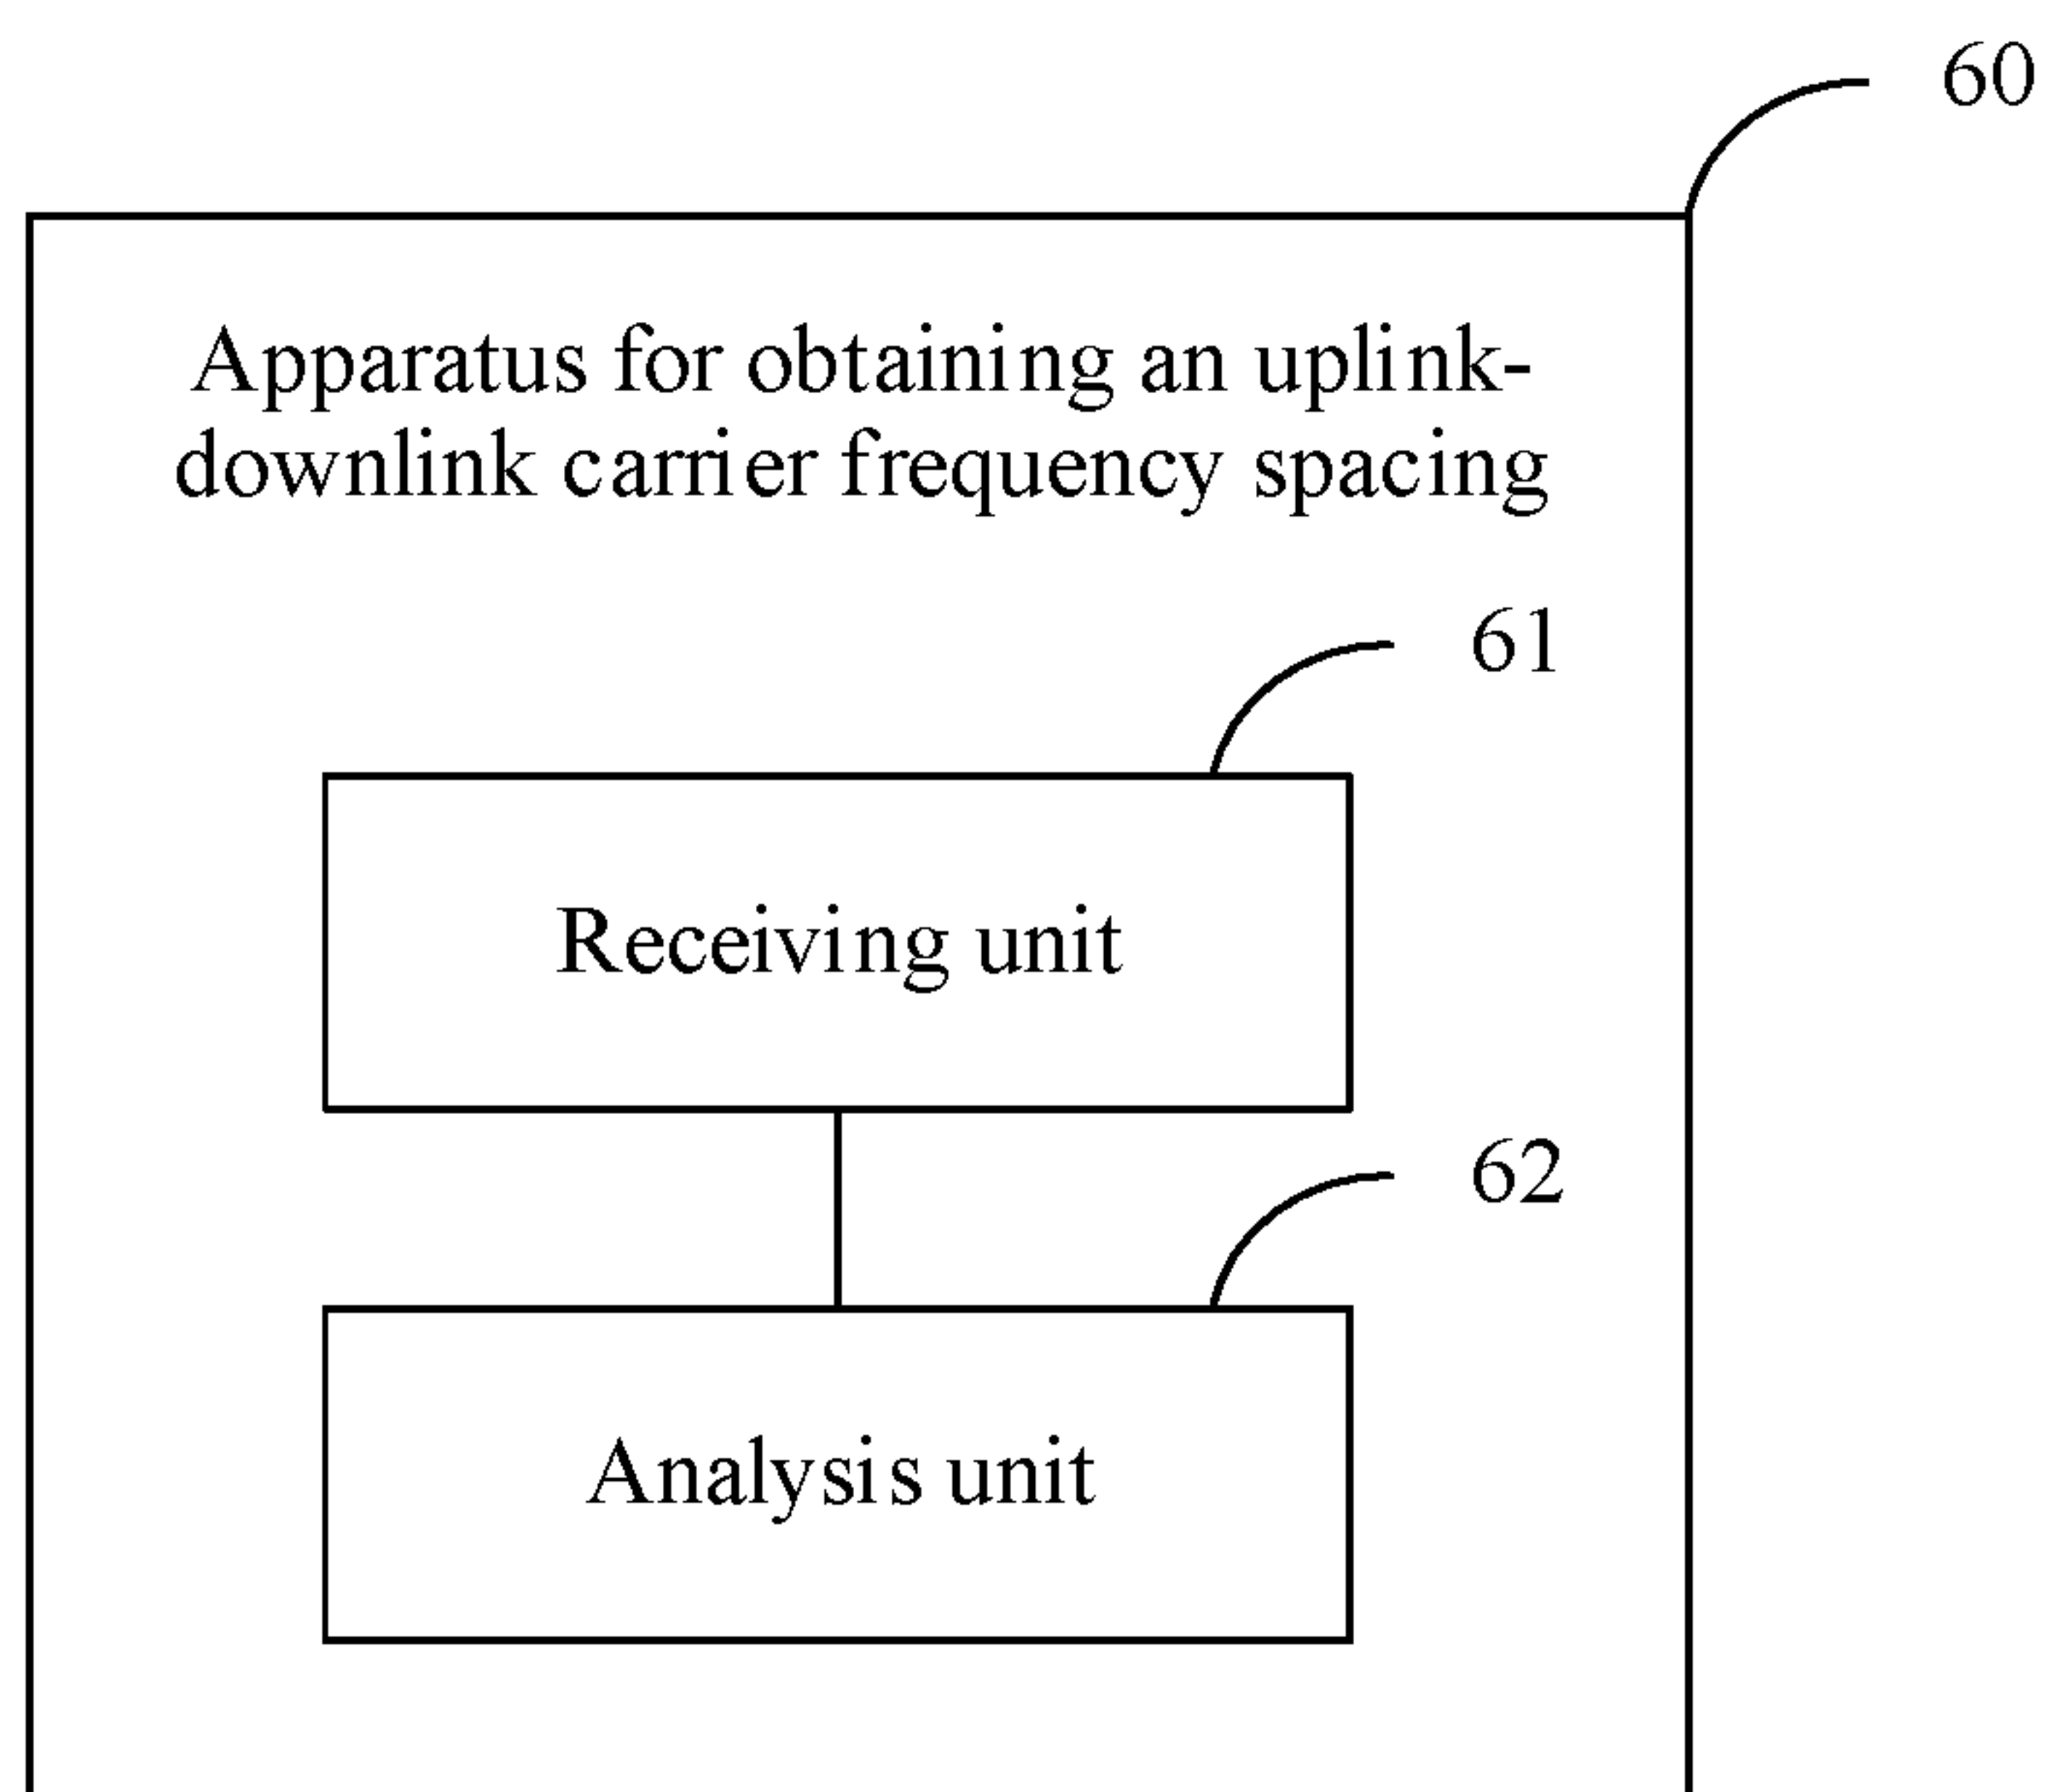 60
Apparatus for obtaining an uplink-
downlink carrier frequency spacing
61
Receiving unit
62
Analysis unit